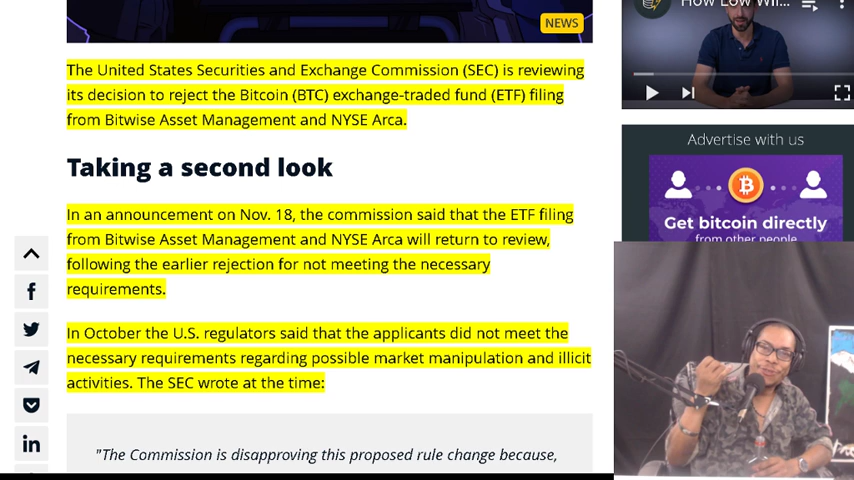 NEWS
The United States Securities and Exchange Commission (SEC) is reviewing
its decision to reject the Bitcoin (BTC) exchange-traded fund (ETF) filing
from Bitwise Asset Management and NYSE Arca.
Taking a second look
In an announcement on Nov. 18, the commission said that the ETF filing
from Bitwise Asset Management and NYSE Arca will return to review,
following the earlier rejection for not meeting the necessary
requirements.
In October the U.S. regulators said that the applicants did not meet the
necessary requirements regarding possible market manipulation and illicit
activities. The SEC wrote at the time:
"The Commission is disapproving this proposed rule change because,
How Low Wil...
Advertise with us
Get bitcoin directly
from other people